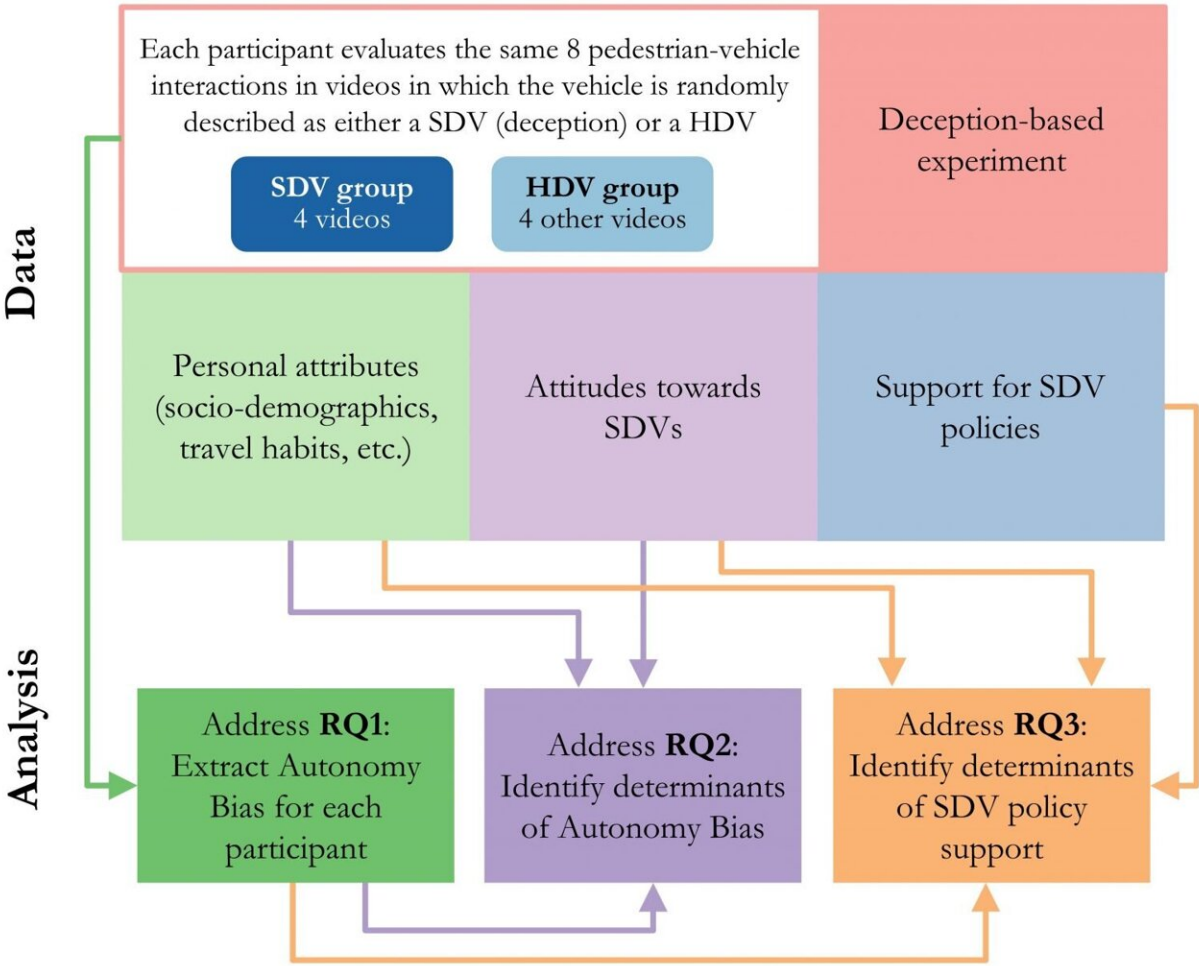 Each participant evaluates the same 8 pedestrian-vehicle
interactions in videos in which the vehicle is randomly
described as either a SDV (deception) or a HDV
SDV group
4 videos
HDV group
4 other videos
Deception-based
experiment
Data
Personal attributes
(socio-demographics,
travel habits, etc.)
Attitudes towards
SDVs
Support for SDV
policies
Analysis
Address RQ1:
Extract Autonomy
Bias for each
participant
Address RQ2:
Identify determinants
of Autonomy Bias
Address RQ3:
Identify determinants
of SDV policy
support